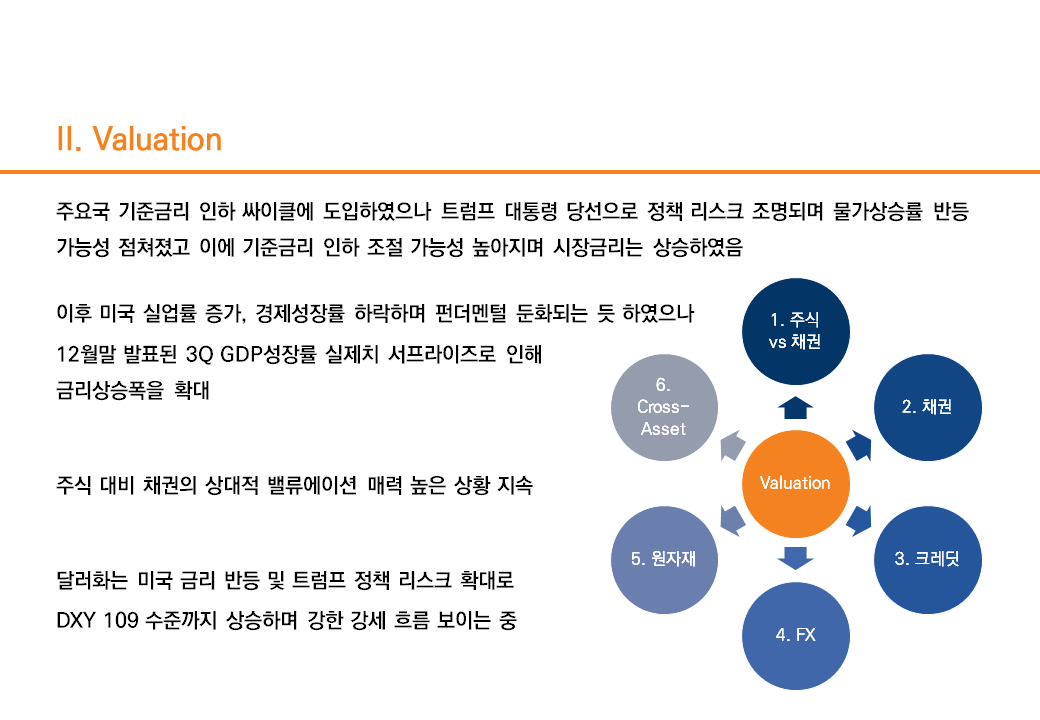 II. Valuation
주요국 기준금리 인하 싸이클에 도입하였으나 트럼프 대통령 당선으로 정책 리스크 조명되며 물가상승률 반등
가능성 점쳐졌고 이에 기준금리 인하 조절 가능성 높아지며 시장금리는 상승하였음
이후 미국 실업률 증가, 경제성장률 하락하며 펀더멘털 둔화되는 듯 하였으나
12월말 발표된 3Q GDP성장률 실제치 서프라이즈로 인해
금리상승폭을 확대
주식 대비 채권의 상대적 밸류에이션 매력 높은 상황 지속
달러화는 미국 금리 반등 및 트럼프 정책 리스크 확대로
DXY 109 수준까지 상승하며 강한 강세 흐름 보이는 중
1. 주식
vs 채권
2. 채권
3. 크레딧
4. FX
5. 원자재
6.
Cross-
Asset
Valuation